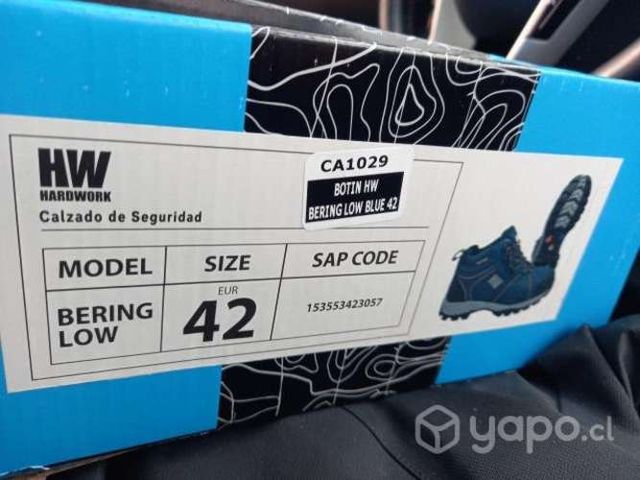 HW
HARDWORK
Calzado de Seguridad
CA1029
BOTIN HW
BERING LOW BLUE 42
MODEL SIZE SAP CODE
BERING LOW
EUR
42
153553423057
yapo.cl